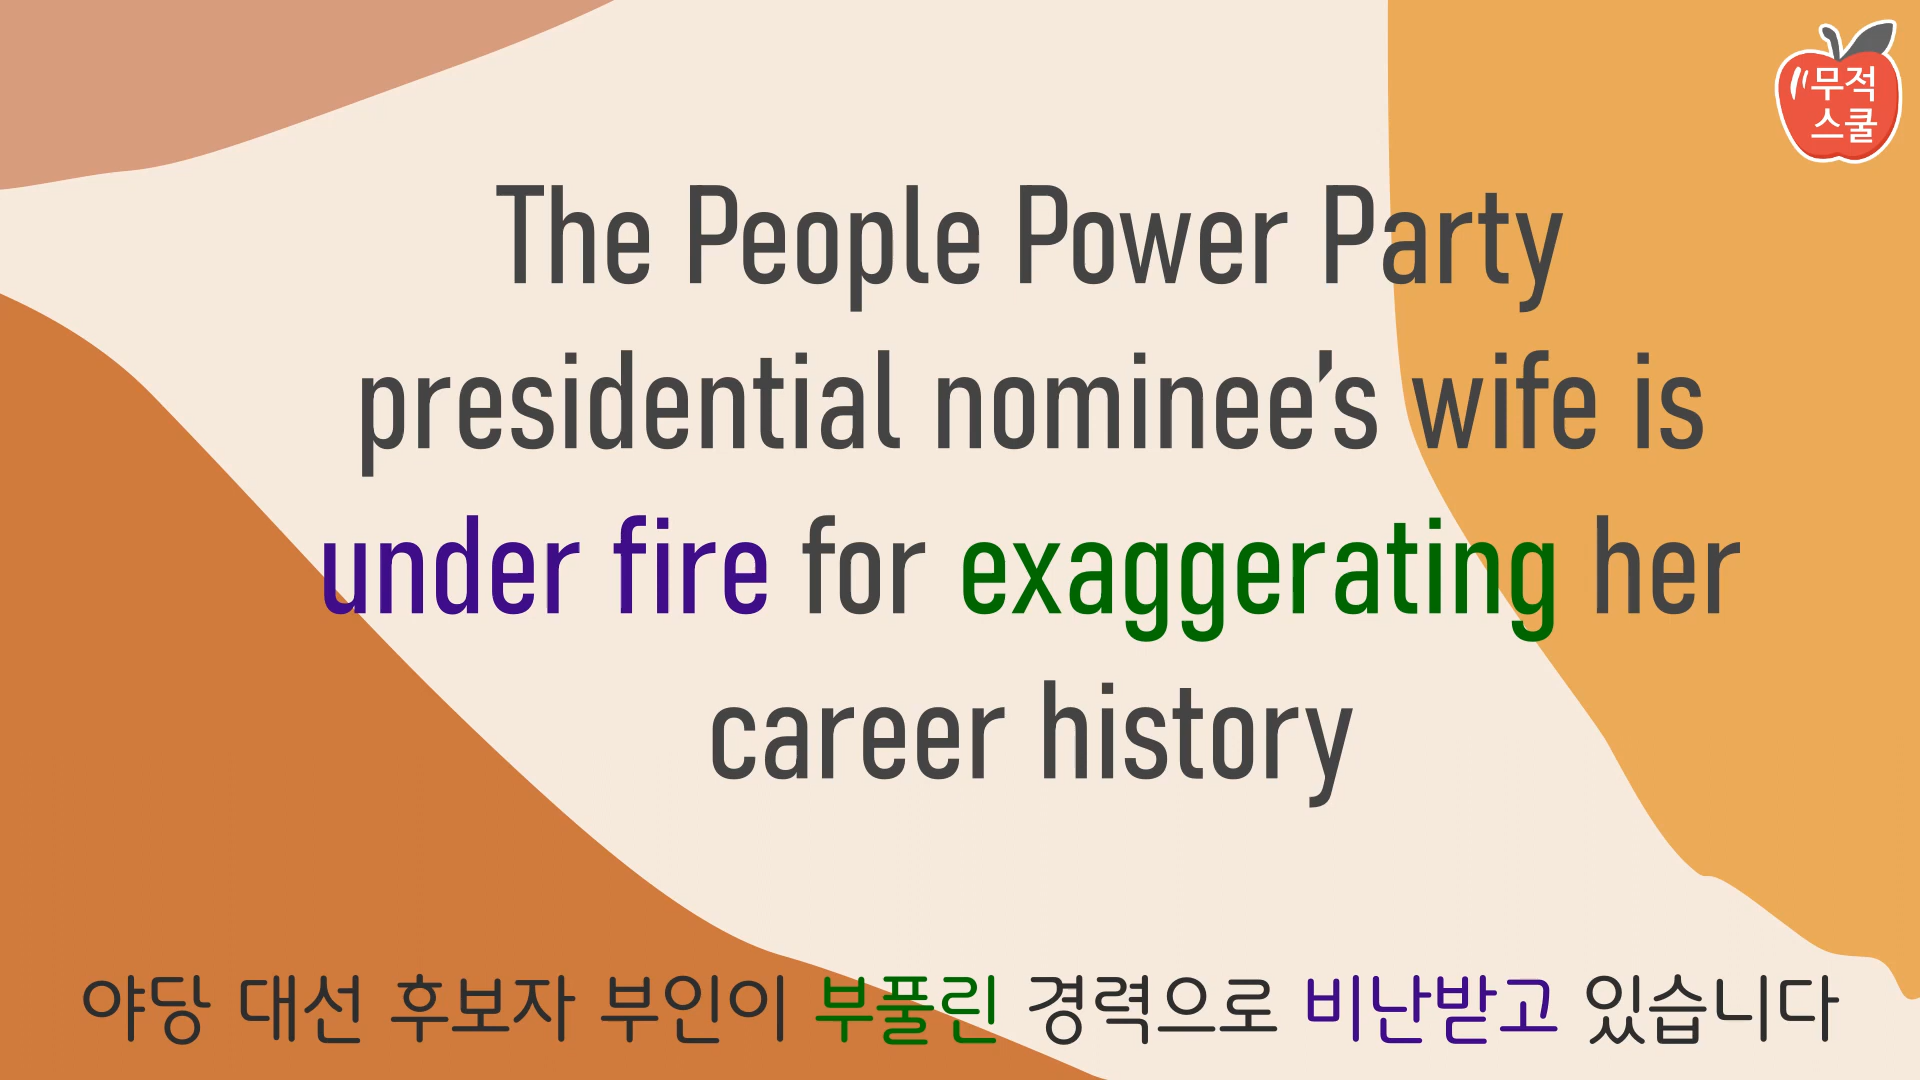 무적
스쿨
The People Power Party
presidential nominee’s wife is
under fire for exaggerating her
career history
야당 대선 후보자 부인이 부풀린 경력으로 비난받고 있습니다